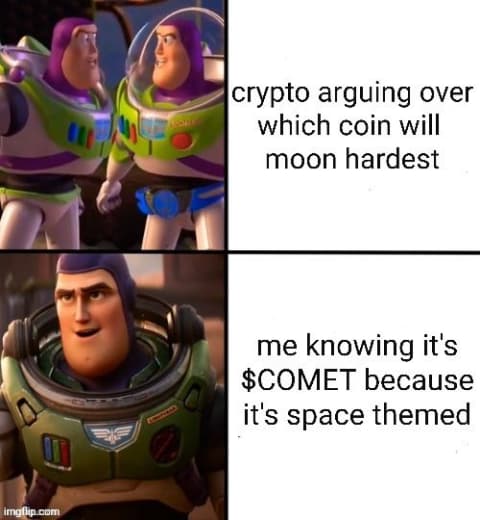 crypto arguing over
which coin will
moon hardest
me knowing it's
$COMET because
it's space themed
imgflip.com